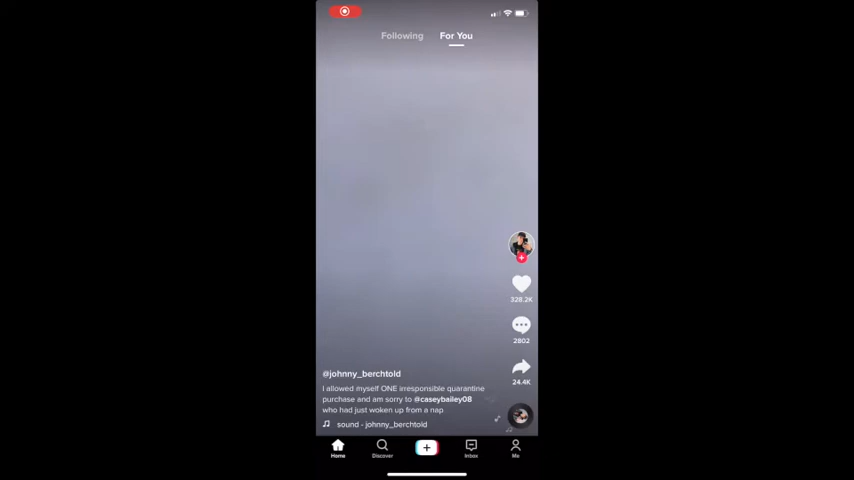 Following For You
328.2K
2802
24.4K
@johnny_berchtold
I allowed myself ONE irresponsible quarantine
purchase and am sorry to @caseybailey08
who had just woken up from a nap
sound - johnny_berchtold
Home Discover Inbox Me